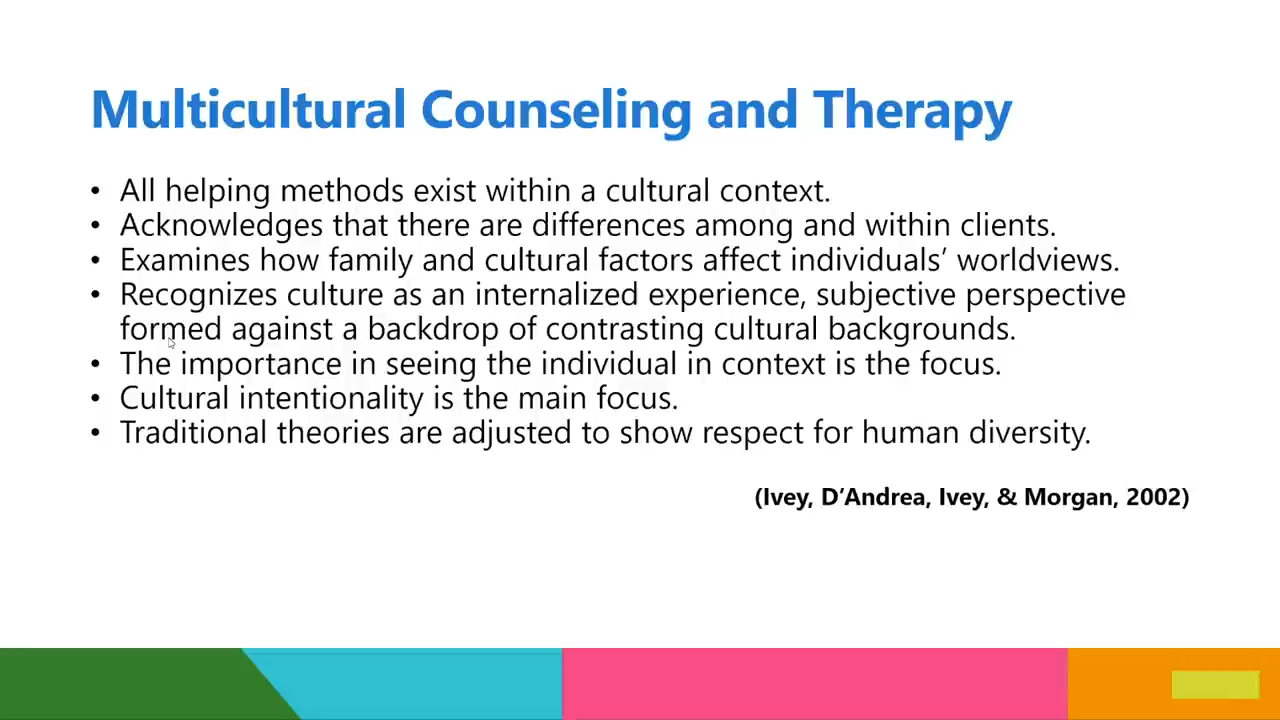 Multicultural Counseling and Therapy
• All helping methods exist within a cultural context.
• Acknowledges that there are differences among and within clients.
• Examines how family and cultural factors affect individuals’ worldviews.
• Recognizes culture as an internalized experience, subjective perspective
formed against a backdrop of contrasting cultural backgrounds.
• The importance in seeing the individual in context is the focus.
• Cultural intentionality is the main focus.
• Traditional theories are adjusted to show respect for human diversity.
(Ivey, D’Andrea, Ivey, & Morgan, 2002)